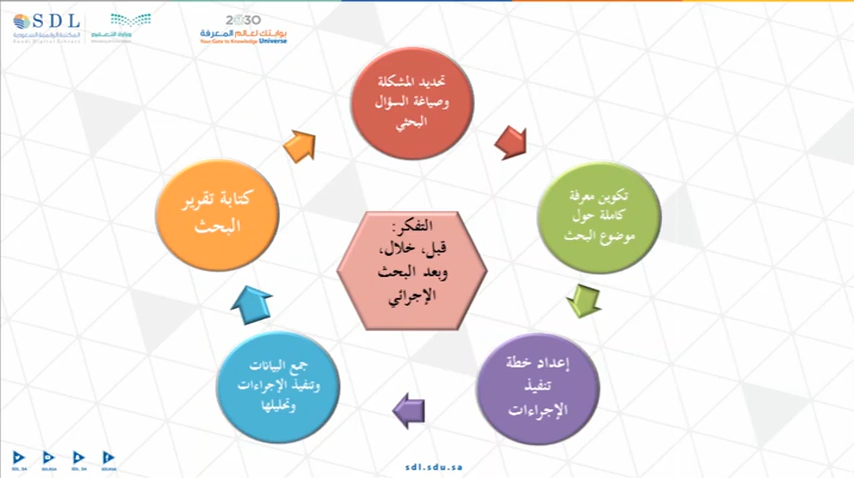 SDL
المكتبة الرقمية السعودية
Saudi Digital Library
وزارة التعليم
2030
بوابتك لعالم المعرفة
Your Gate to Knowledge Universe
تحديد المشكلة
وصياغة السؤال
البحثي
تكوين معرفة
كاملة حول
موضوع البحث
إعداد خطة
تنفيذ
الإجراءات
جمع البيانات
وتنفيذ الإجراءات
وتحليلها
كتابة تقرير
البحث
التفكر:
قبل، خلال،
وبعد البحث
الإجرائي
sdl.sdu.sa